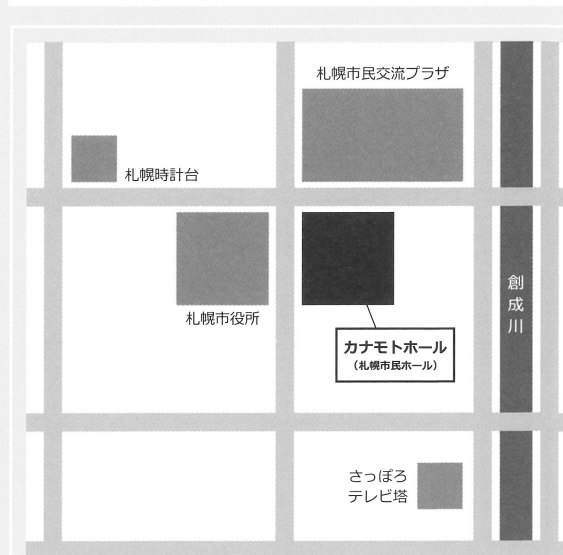 札幌市民交流プラザ
札幌時計台
創成川
札幌市役所
カナモトホール
（札幌市民ホール）
さっぽろ
テレビ塔